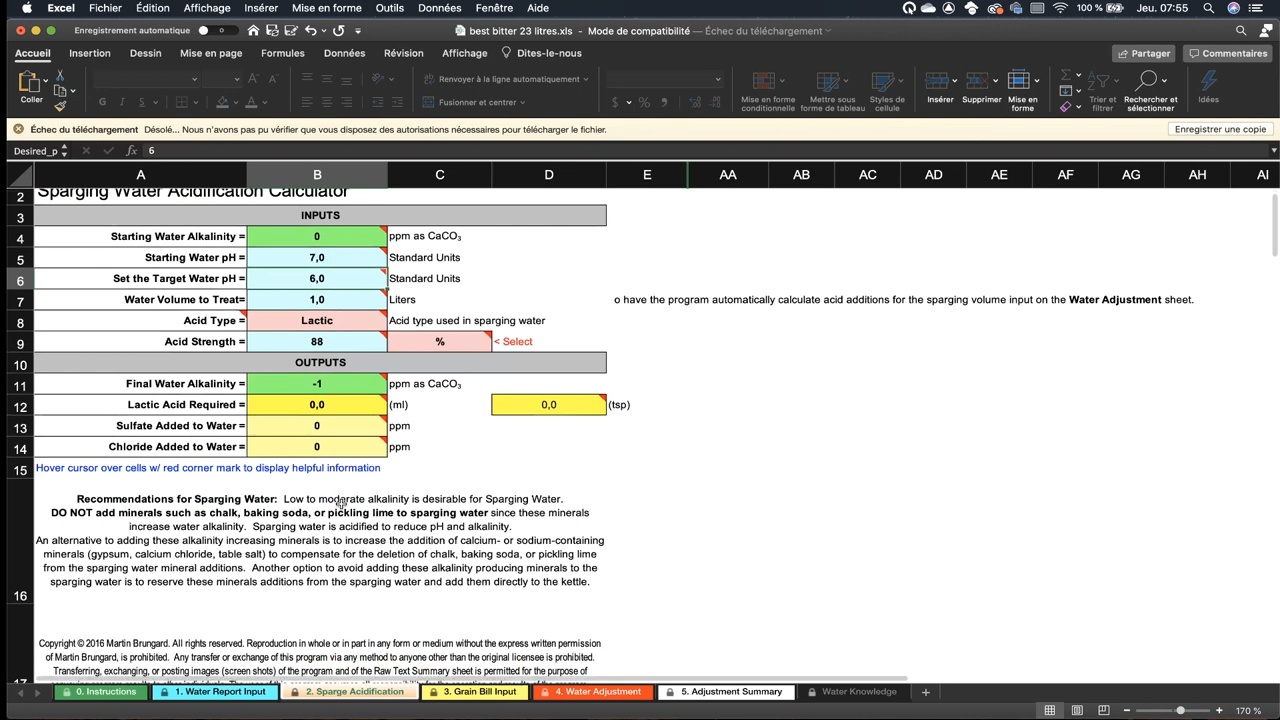 Excel Fichier Édition Affichage Insérer Mise en forme Outils Données Fenêtre Aide 100 % Jeu. 07:55
Enregistrement automatique best bitter 23 litres.xls - Mode de compatibilité — Échec du téléchargement
Accueil Insertion Dessin Mise en page Formules Données Révision Affichage Dites-le-nous Partager Commentaires
Coller G I S Renvoyer à la ligne automatiquement Fusionner et centrer $ % Mise en forme conditionnelle Mettre sous forme de tableau Styles de cellule Insérer Supprimer Mise en forme Trier et filtrer Rechercher et sélectionner Idées
Échec du téléchargement Désolé... Nous n'avons pas pu vérifier que vous disposez des autorisations nécessaires pour télécharger le fichier. Enregistrer une copie
Desired_p fx 6
A B C D E AA AB AC AD AE AF AG AH AI
2 Sparging Water Acidification Calculator
3 INPUTS
4 Starting Water Alkalinity = 0 ppm as CaCO₃
5 Starting Water pH = 7,0 Standard Units
6 Set the Target Water pH = 6,0 Standard Units
7 Water Volume to Treat= 1,0 Liters o have the program automatically calculate acid additions for the sparging volume input on the Water Adjustment sheet.
8 Acid Type = Lactic Acid type used in sparging water
9 Acid Strength = 88 % < Select
10 OUTPUTS
11 Final Water Alkalinity = -1 ppm as CaCO₃
12 Lactic Acid Required = 0,0 (ml) 0,0 (tsp)
13 Sulfate Added to Water = 0 ppm
14 Chloride Added to Water = 0 ppm
15 Hover cursor over cells w/ red corner mark to display helpful information
Recommendations for Sparging Water: Low to moderate alkalinity is desirable for Sparging Water.
DO NOT add minerals such as chalk, baking soda, or pickling lime to sparging water since these minerals
increase water alkalinity. Sparging water is acidified to reduce pH and alkalinity.
An alternative to adding these alkalinity increasing minerals is to increase the addition of calcium- or sodium-containing
minerals (gypsum, calcium chloride, table salt) to compensate for the deletion of chalk, baking soda, or pickling lime
from the sparging water mineral additions. Another option to avoid adding these alkalinity producing minerals to the
sparging water is to reserve these minerals additions from the sparging water and add them directly to the kettle.
16
Copyright © 2016 Martin Brungard. All rights reserved. Reproduction in whole or in part in any form or medium without the express written permission
of Martin Brungard, is prohibited. Any transfer or exchange of this program via any method to anyone other than the original licensee is prohibited.
Transferring, exchanging, or posting images (screen shots) of the program and of the Raw Text Summary sheet is permitted for the purpose of
17
0. Instructions 1. Water Report Input 2. Sparge Acidification 3. Grain Bill Input 4. Water Adjustment 5. Adjustment Summary Water Knowledge
170 %